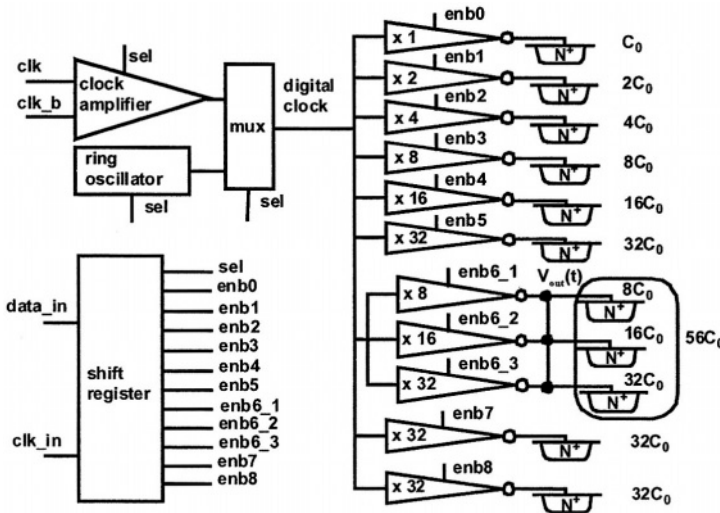 clk
clk_b
sel
clock
amplifier
mux
digital
clock
ring
oscillator
sel
sel
data_in
clk_in
shift
register
sel
enb0
enb1
enb2
enb3
enb4
enb5
enb6_1
enb6_2
enb6_3
enb7
enb8
enb0
x 1
N+
C0
enb1
x 2
N+
2C0
enb2
x 4
N+
4C0
enb3
x 8
N+
8C0
enb4
x 16
N+
16C0
enb5
x 32
N+
32C0
enb6_1
Vout(t)
x 8
N+
8C0
enb6_2
x 16
N+
16C0
56C0
enb6_3
x 32
N+
32C0
enb7
x 32
N+
32C0
enb8
x 32
N+
32C0